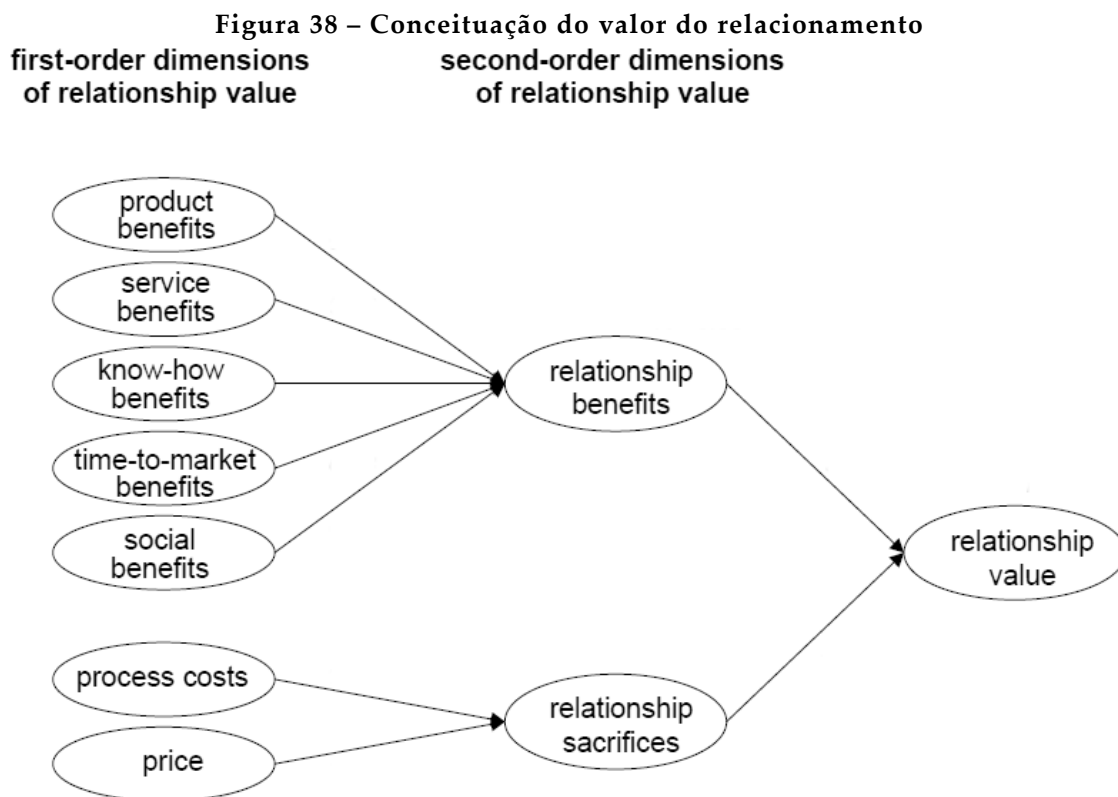 Figura 38 – Conceituação do valor do relacionamento
first-order dimensions
of relationship value
second-order dimensions
of relationship value
product
benefits
service
benefits
know-how
benefits
time-to-market
benefits
social
benefits
process costs
price
relationship
benefits
relationship
sacrifices
relationship
value